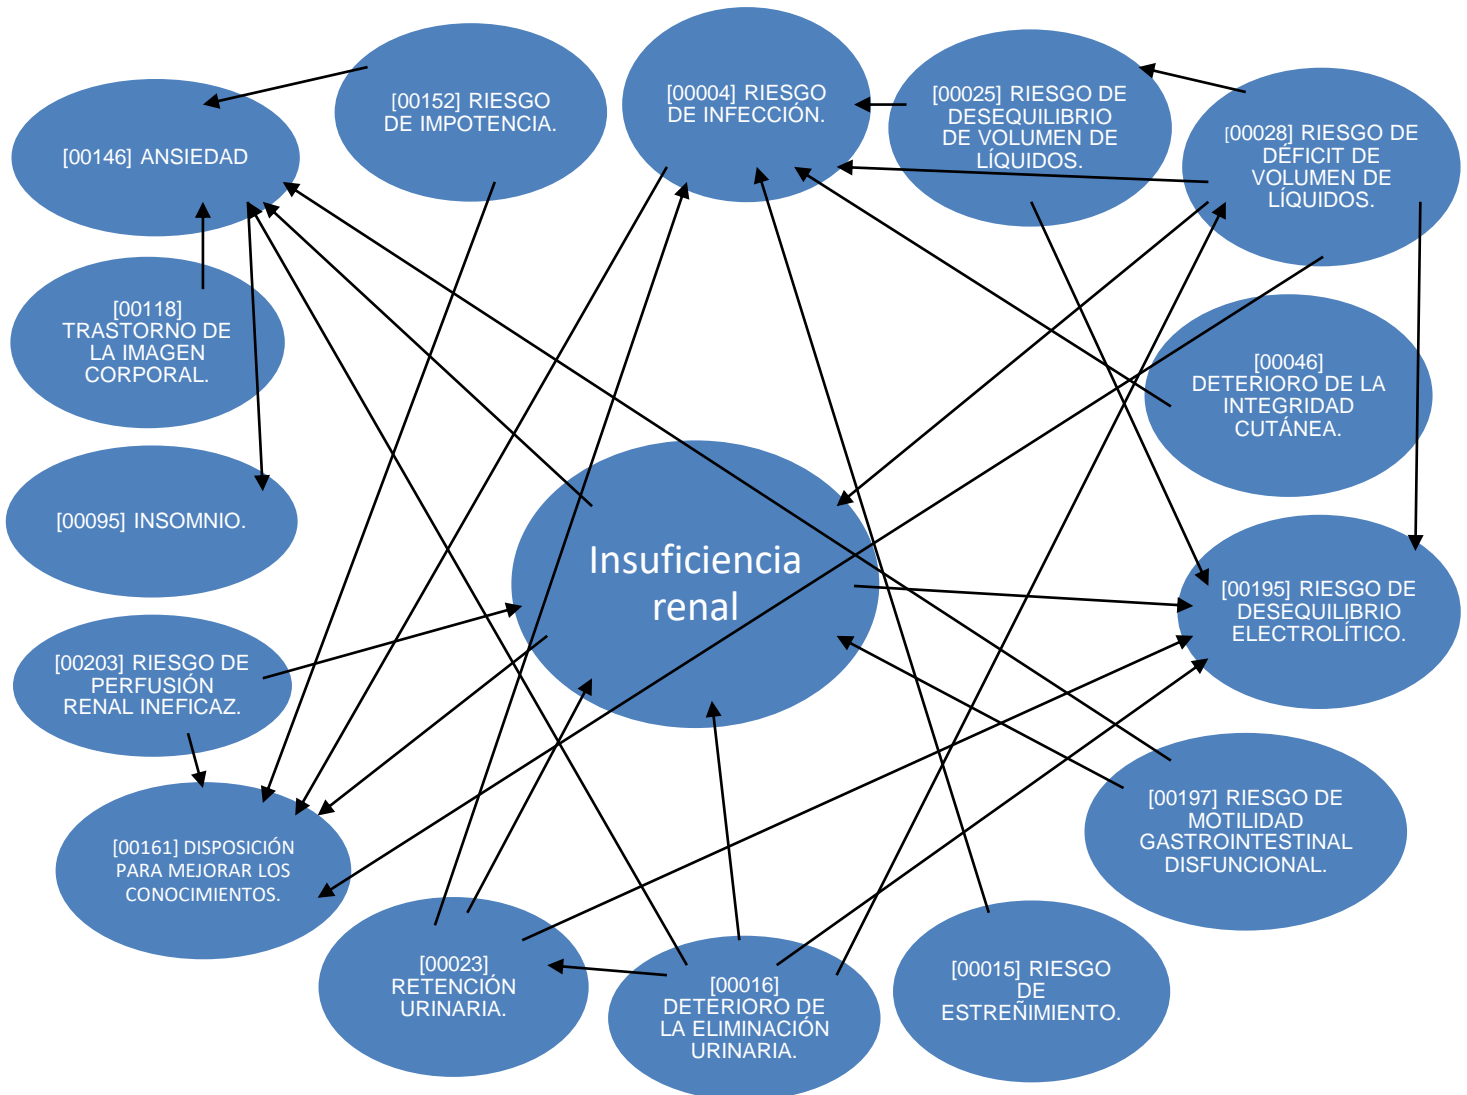 [00146] ANSIEDAD
[00152] RIESGO
DE IMPOTENCIA.
[00004] RIESGO
DE INFECCIÓN.
[00025] RIESGO DE
DESEQUILIBRIO
DE VOLUMEN DE
LÍQUIDOS.
[00028] RIESGO DE
DÉFICIT DE
VOLUMEN DE
LÍQUIDOS.
[00118]
TRASTORNO DE
LA IMAGEN
CORPORAL.
[00046]
DETERIORO DE LA
INTEGRIDAD
CUTÁNEA.
[00095] INSOMNIO.
Insuficiencia
renal
[00195] RIESGO DE
DESEQUILIBRIO
ELECTROLÍTICO.
[00203] RIESGO DE
PERFUSIÓN
RENAL INEFICAZ.
[00197] RIESGO DE
MOTILIDAD
GASTROINTESTINAL
DISFUNCIONAL.
[00161] DISPOSICIÓN
PARA MEJORAR LOS
CONOCIMIENTOS.
[00023]
RETENCIÓN
URINARIA.
[00016]
DETERIORO DE
LA ELIMINACIÓN
URINARIA.
[00015] RIESGO
DE
ESTREÑIMIENTO.